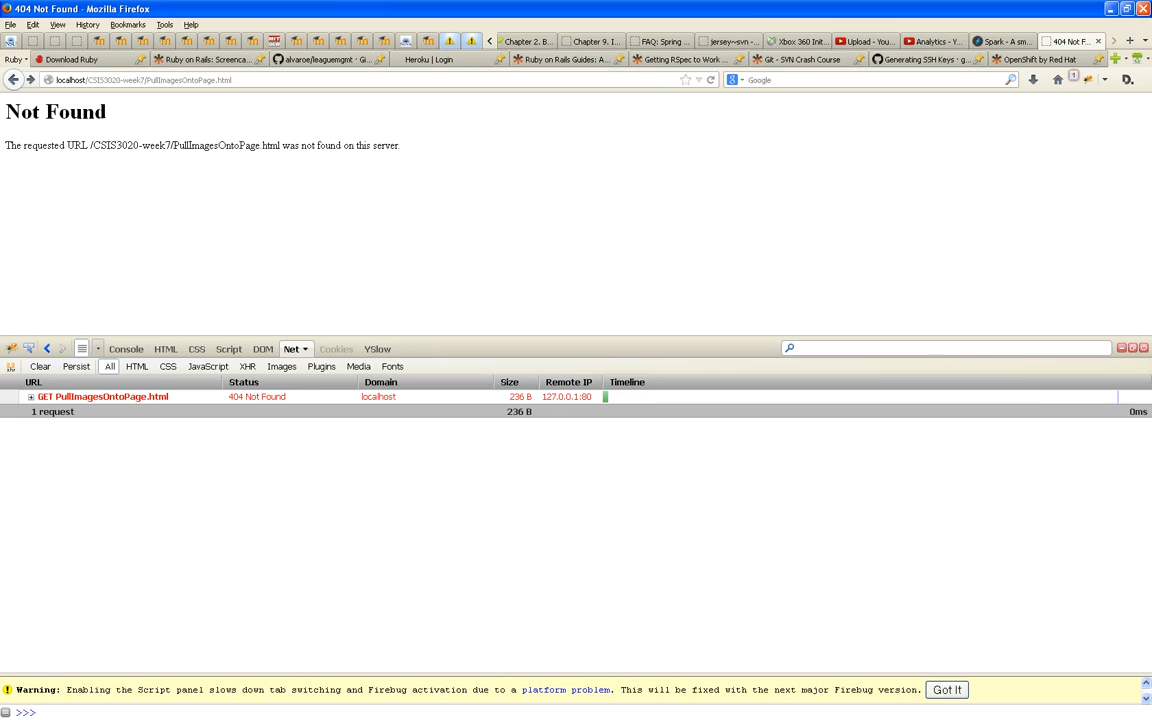 404 Not Found - Mozilla Firefox
File Edit View History Bookmarks Tools Help
Chapter 2. B... Chapter 9. I... FAQ: Spring ... jersey~svn -... Xbox 360 Init... Upload - You... Analytics - Y... Spark - A sm... 404 Not F...
Ruby Download Ruby Ruby on Rails: Screenca... alvaroe/leaguemgmt · Gi... Heroku | Login Ruby on Rails Guides: A... Getting RSpec to Work ... Git - SVN Crash Course Generating SSH Keys · g... OpenShift by Red Hat
localhost/CSIS3020-week7/PullImagesOntoPage.html Google 1 D.
Not Found
The requested URL /CSIS3020-week7/PullImagesOntoPage.html was not found on this server.
Console HTML CSS Script DOM Net Cookies YSlow
Clear Persist All HTML CSS JavaScript XHR Images Plugins Media Fonts
URL Status Domain Size Remote IP Timeline
GET PullImagesOntoPage.html 404 Not Found localhost 236 B 127.0.0.1:80
1 request 236 B 0ms
Warning: Enabling the Script panel slows down tab switching and Firebug activation due to a platform problem. This will be fixed with the next major Firebug version. Got It
>>>